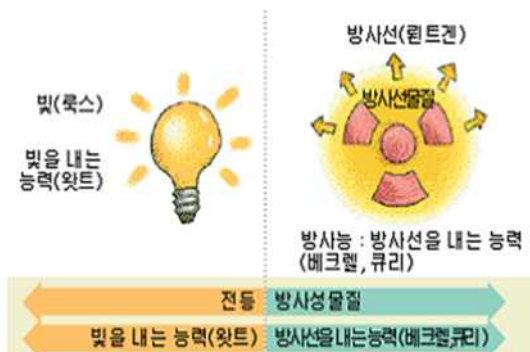 빛(룩스)
빛을 내는
능력(왓트)
방사선(뢴트겐)
방사선물질
방사능 : 방사선을 내는 능력
(베크렐, 큐리)
전등
방사성물질
빛을 내는 능력(왓트)
방사선을내는능력(베크렐,큐리)